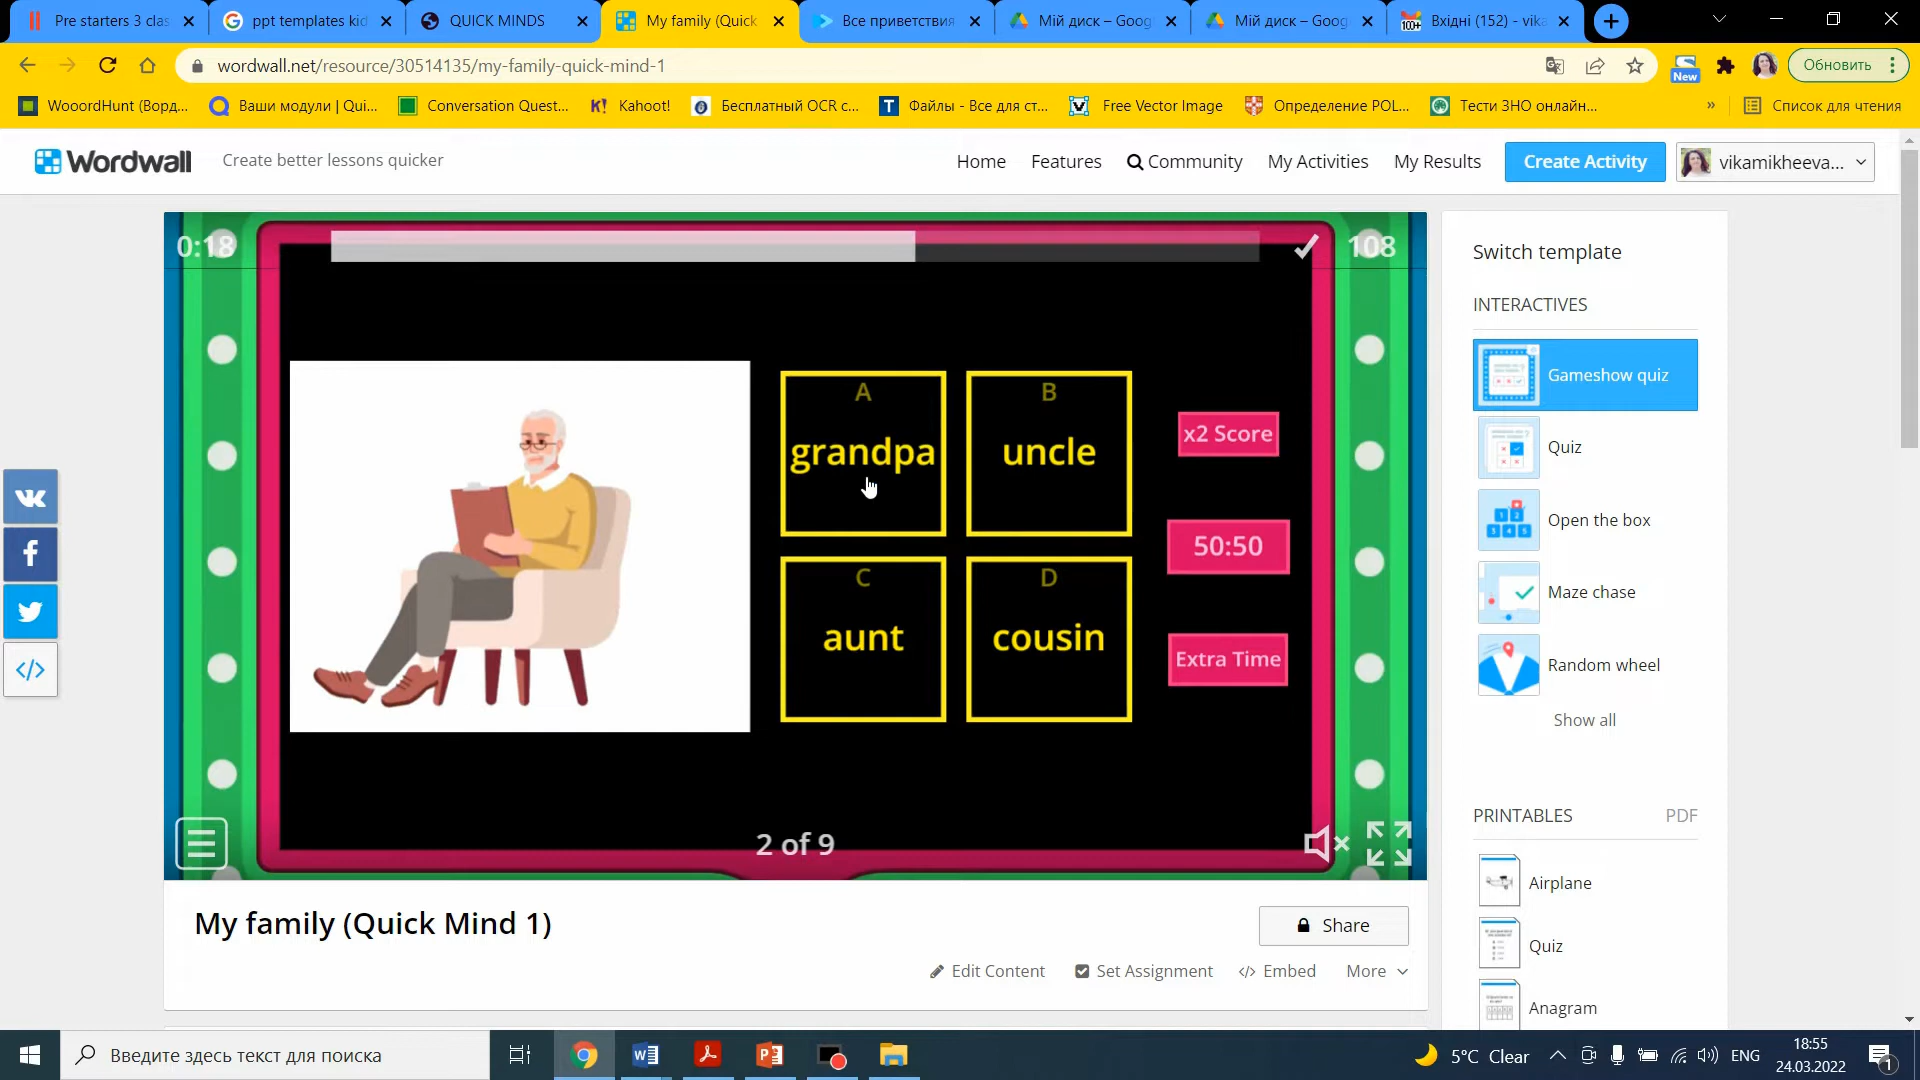 Pre starters 3 clas
ppt templates kid
QUICK MINDS
My family (Quick
Все приветствия
Мій диск – Goog
Мій диск – Goog
Вхідні (152) - vika
wordwall.net/resource/30514135/my-family-quick-mind-1
New
Обновить
WooordHunt (Ворд...
Ваши модули | Qui...
Conversation Quest...
Kahoot!
Бесплатный OCR с...
Файлы - Все для ст...
Free Vector Image
Определение POL...
Тести ЗНО онлайн...
»
Список для чтения
Wordwall
Create better lessons quicker
Home
Features
Community
My Activities
My Results
Create Activity
vikamikheeva...
0:18
108
A
grandpa
B
uncle
C
aunt
D
cousin
x2 Score
50:50
Extra Time
2 of 9
Switch template
INTERACTIVES
Gameshow quiz
Quiz
Open the box
Maze chase
Random wheel
Show all
PRINTABLES
PDF
Airplane
Quiz
Anagram
My family (Quick Mind 1)
Share
Edit Content
Set Assignment
Embed
More
Введите здесь текст для поиска
5°C Clear
ENG
18:55
24.03.2022
1